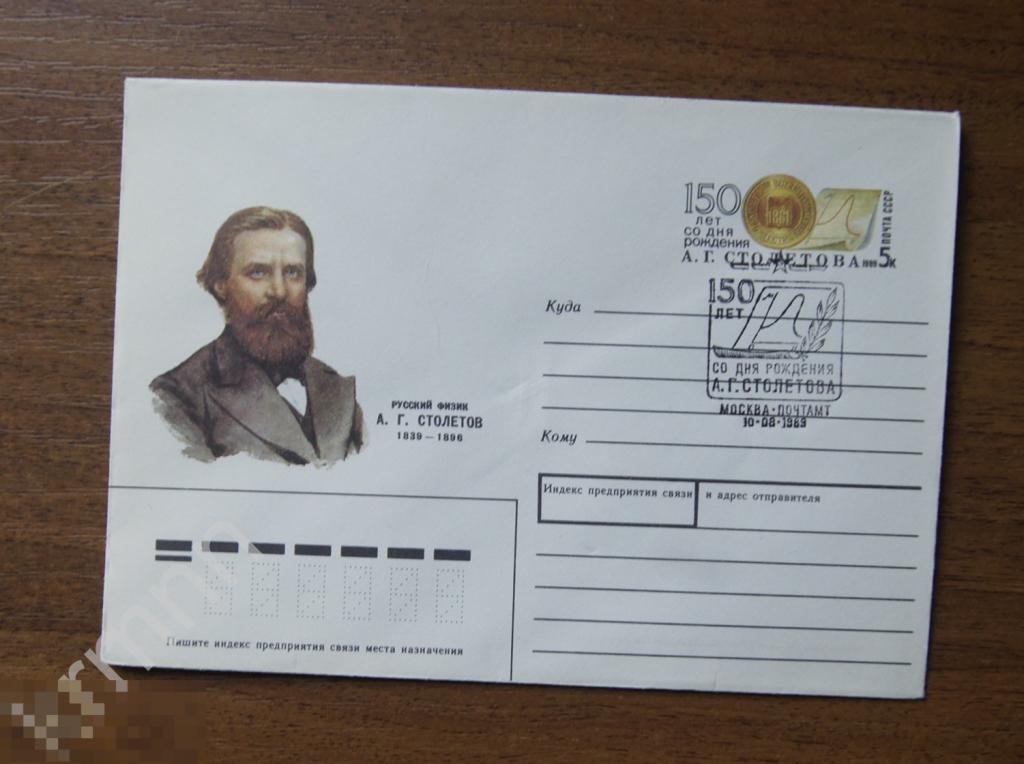 150
ЛЕТ
СО ДНЯ
РОЖДЕНИЯ
А. Г. СТОЛЕТОВА
1989 5к
ПОЧТА СССР
Куда
150
ЛЕТ
СО ДНЯ РОЖДЕНИЯ
А.Г.СТОЛЕТОВА
МОСКВА·ПОЧТАМТ
10-08-1989
РУССКИЙ ФИЗИК
А. Г. СТОЛЕТОВ
1839 — 1896
Кому
Индекс предприятия связи и адрес отправителя
Пишите индекс предприятия связи места назначения